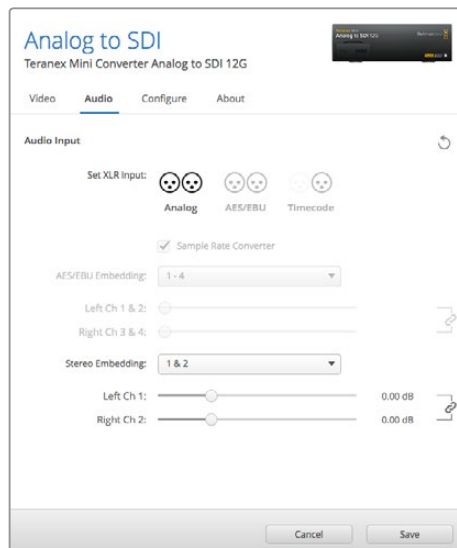 Analog to SDI
Teranex Mini Converter Analog to SDI 12G
Video Audio Configure About
Audio Input
Set XLR Input:
Analog AES/EBU Timecode
Sample Rate Converter
AES/EBU Embedding: 1 - 4
Left Ch 1 & 2:
Right Ch 3 & 4:
Stereo Embedding: 1 & 2
Left Ch 1: 0.00 dB
Right Ch 2: 0.00 dB
Cancel Save